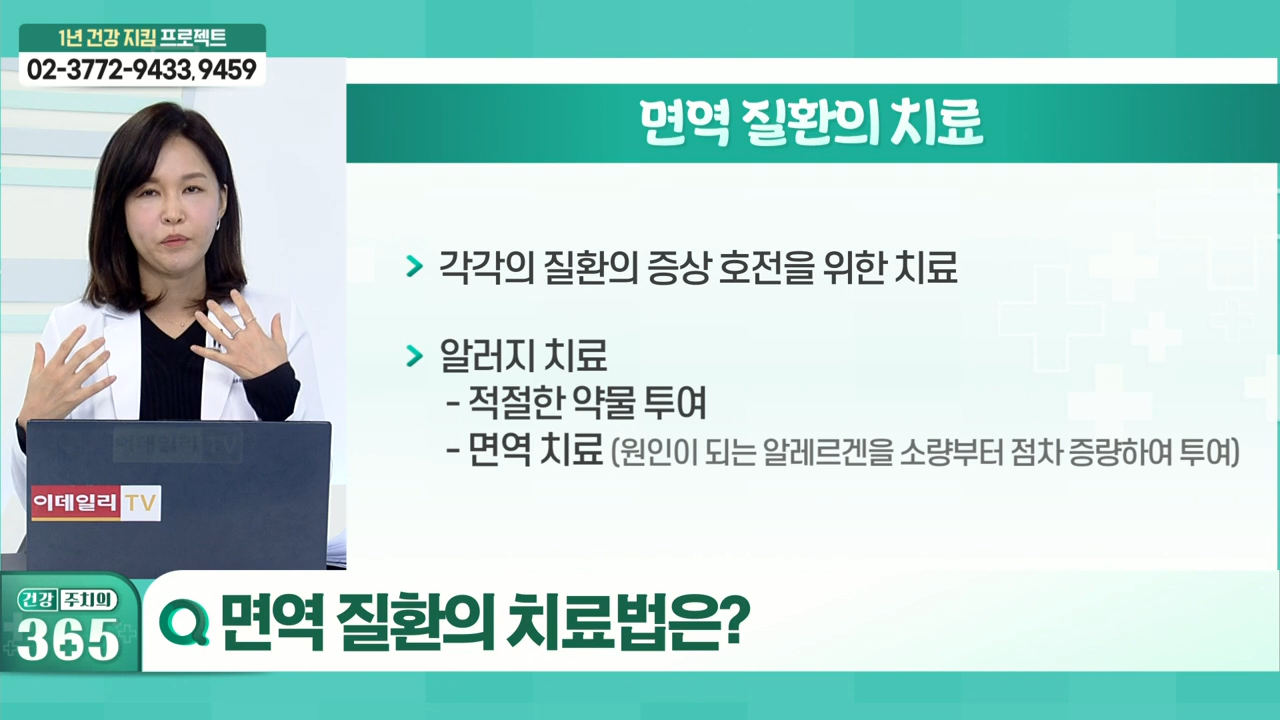 1년 건강 지킴 프로젝트
02-3772-9433, 9459
면역 질환의 치료
각각의 질환의 증상 호전을 위한 치료
알러지 치료
- 적절한 약물 투여
- 면역 치료 (원인이 되는 알레르겐을 소량부터 점차 증량하여 투여)
이데일리 TV
이데일리 TV
건강 주치의
365
Q 면역 질환의 치료법은?